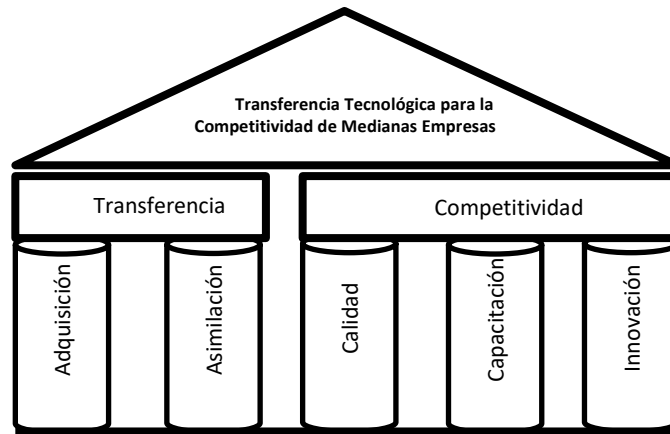 Transferencia Tecnológica para la
Competitividad de Medianas Empresas
Transferencia
Competitividad
Adquisición
Asimilación
Calidad
Capacitación
Innovación